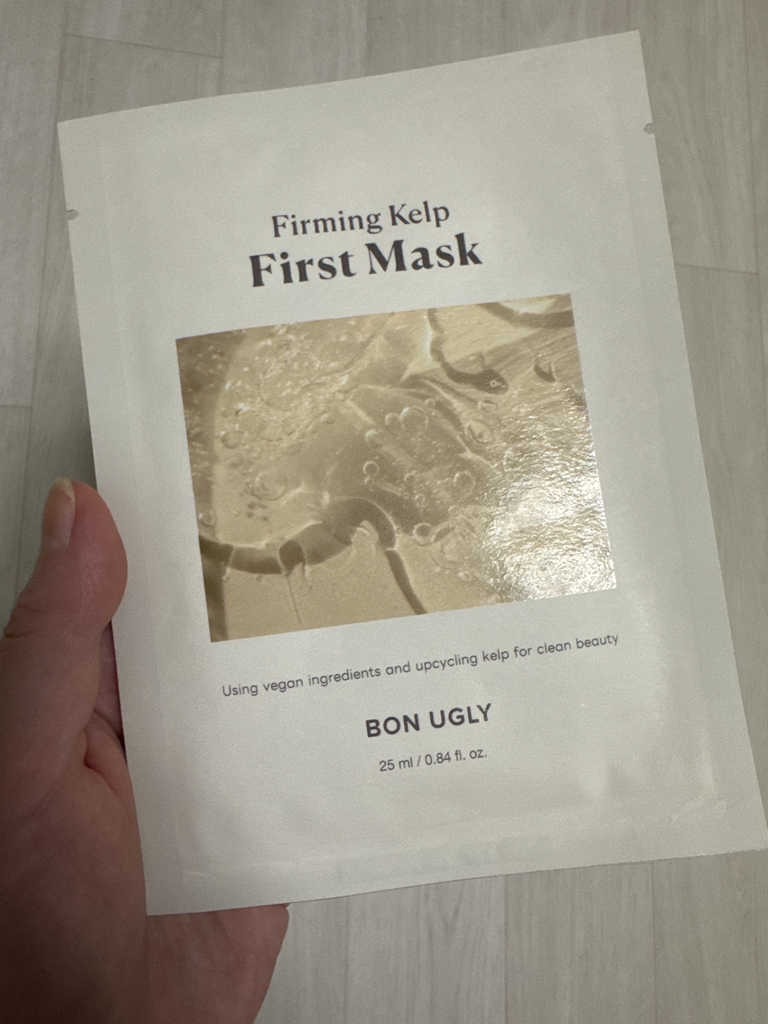 Firming Kelp
First Mask
Using vegan ingredients and upcycling kelp for clean beauty
BON UGLY
25 ml / 0.84 fl. oz.